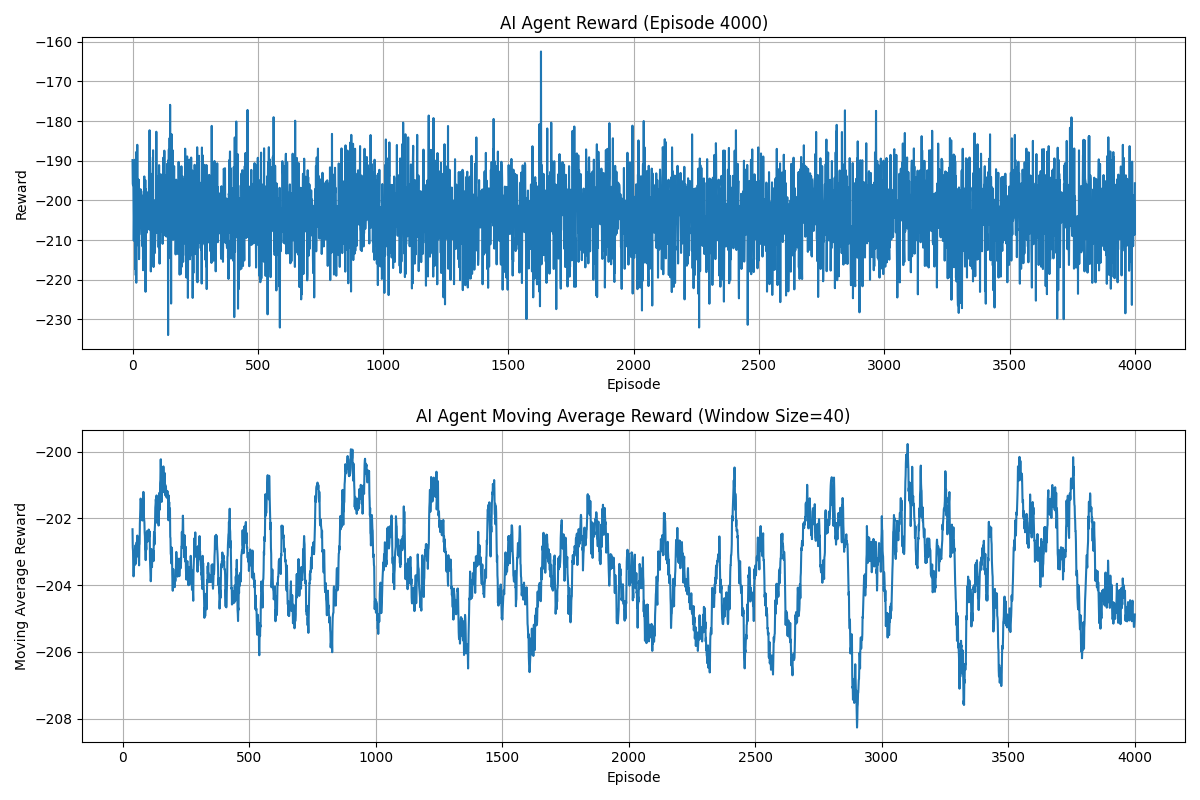 AI Agent Reward (Episode 4000)
−160
−170
−180
−190
−200
−210
−220
−230
Reward
0 500 1000 1500 2000 2500 3000 3500 4000
Episode
AI Agent Moving Average Reward (Window Size=40)
−200
−202
−204
−206
−208
Moving Average Reward
0 500 1000 1500 2000 2500 3000 3500 4000
Episode